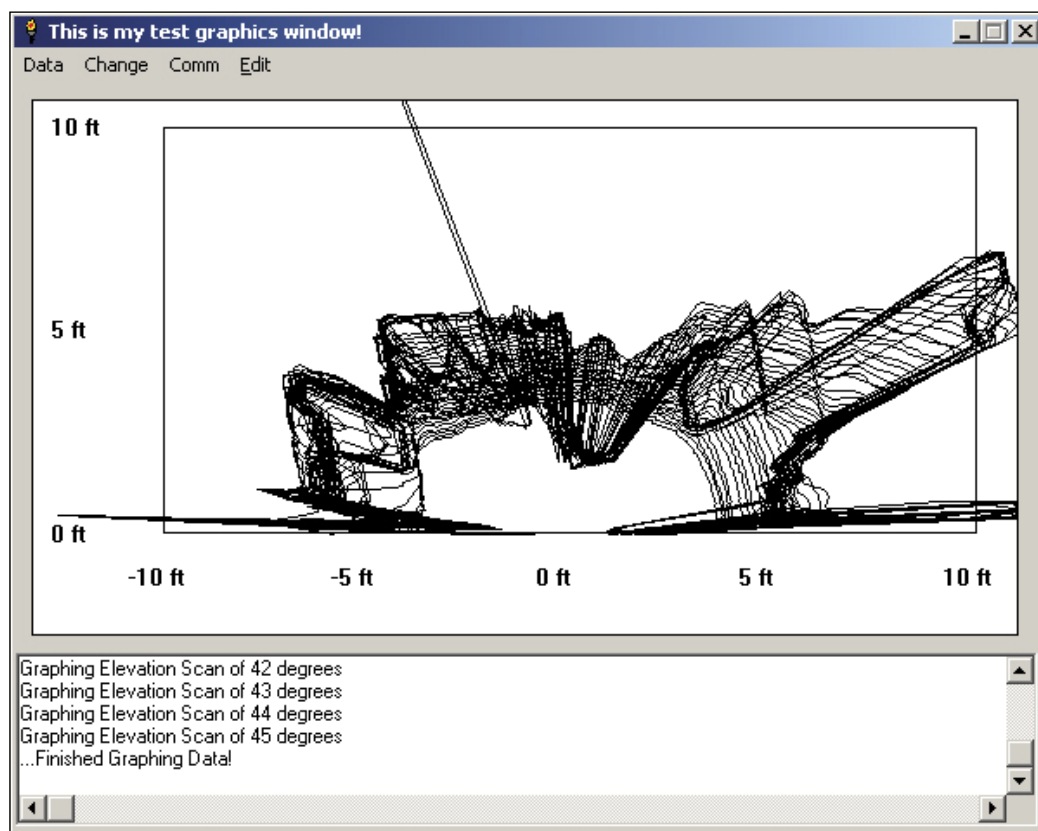 This is my test graphics window!
Data Change Comm Edit
10 ft
5 ft
0 ft
-10 ft -5 ft 0 ft 5 ft 10 ft
Graphing Elevation Scan of 42 degrees
Graphing Elevation Scan of 43 degrees
Graphing Elevation Scan of 44 degrees
Graphing Elevation Scan of 45 degrees
...Finished Graphing Data!